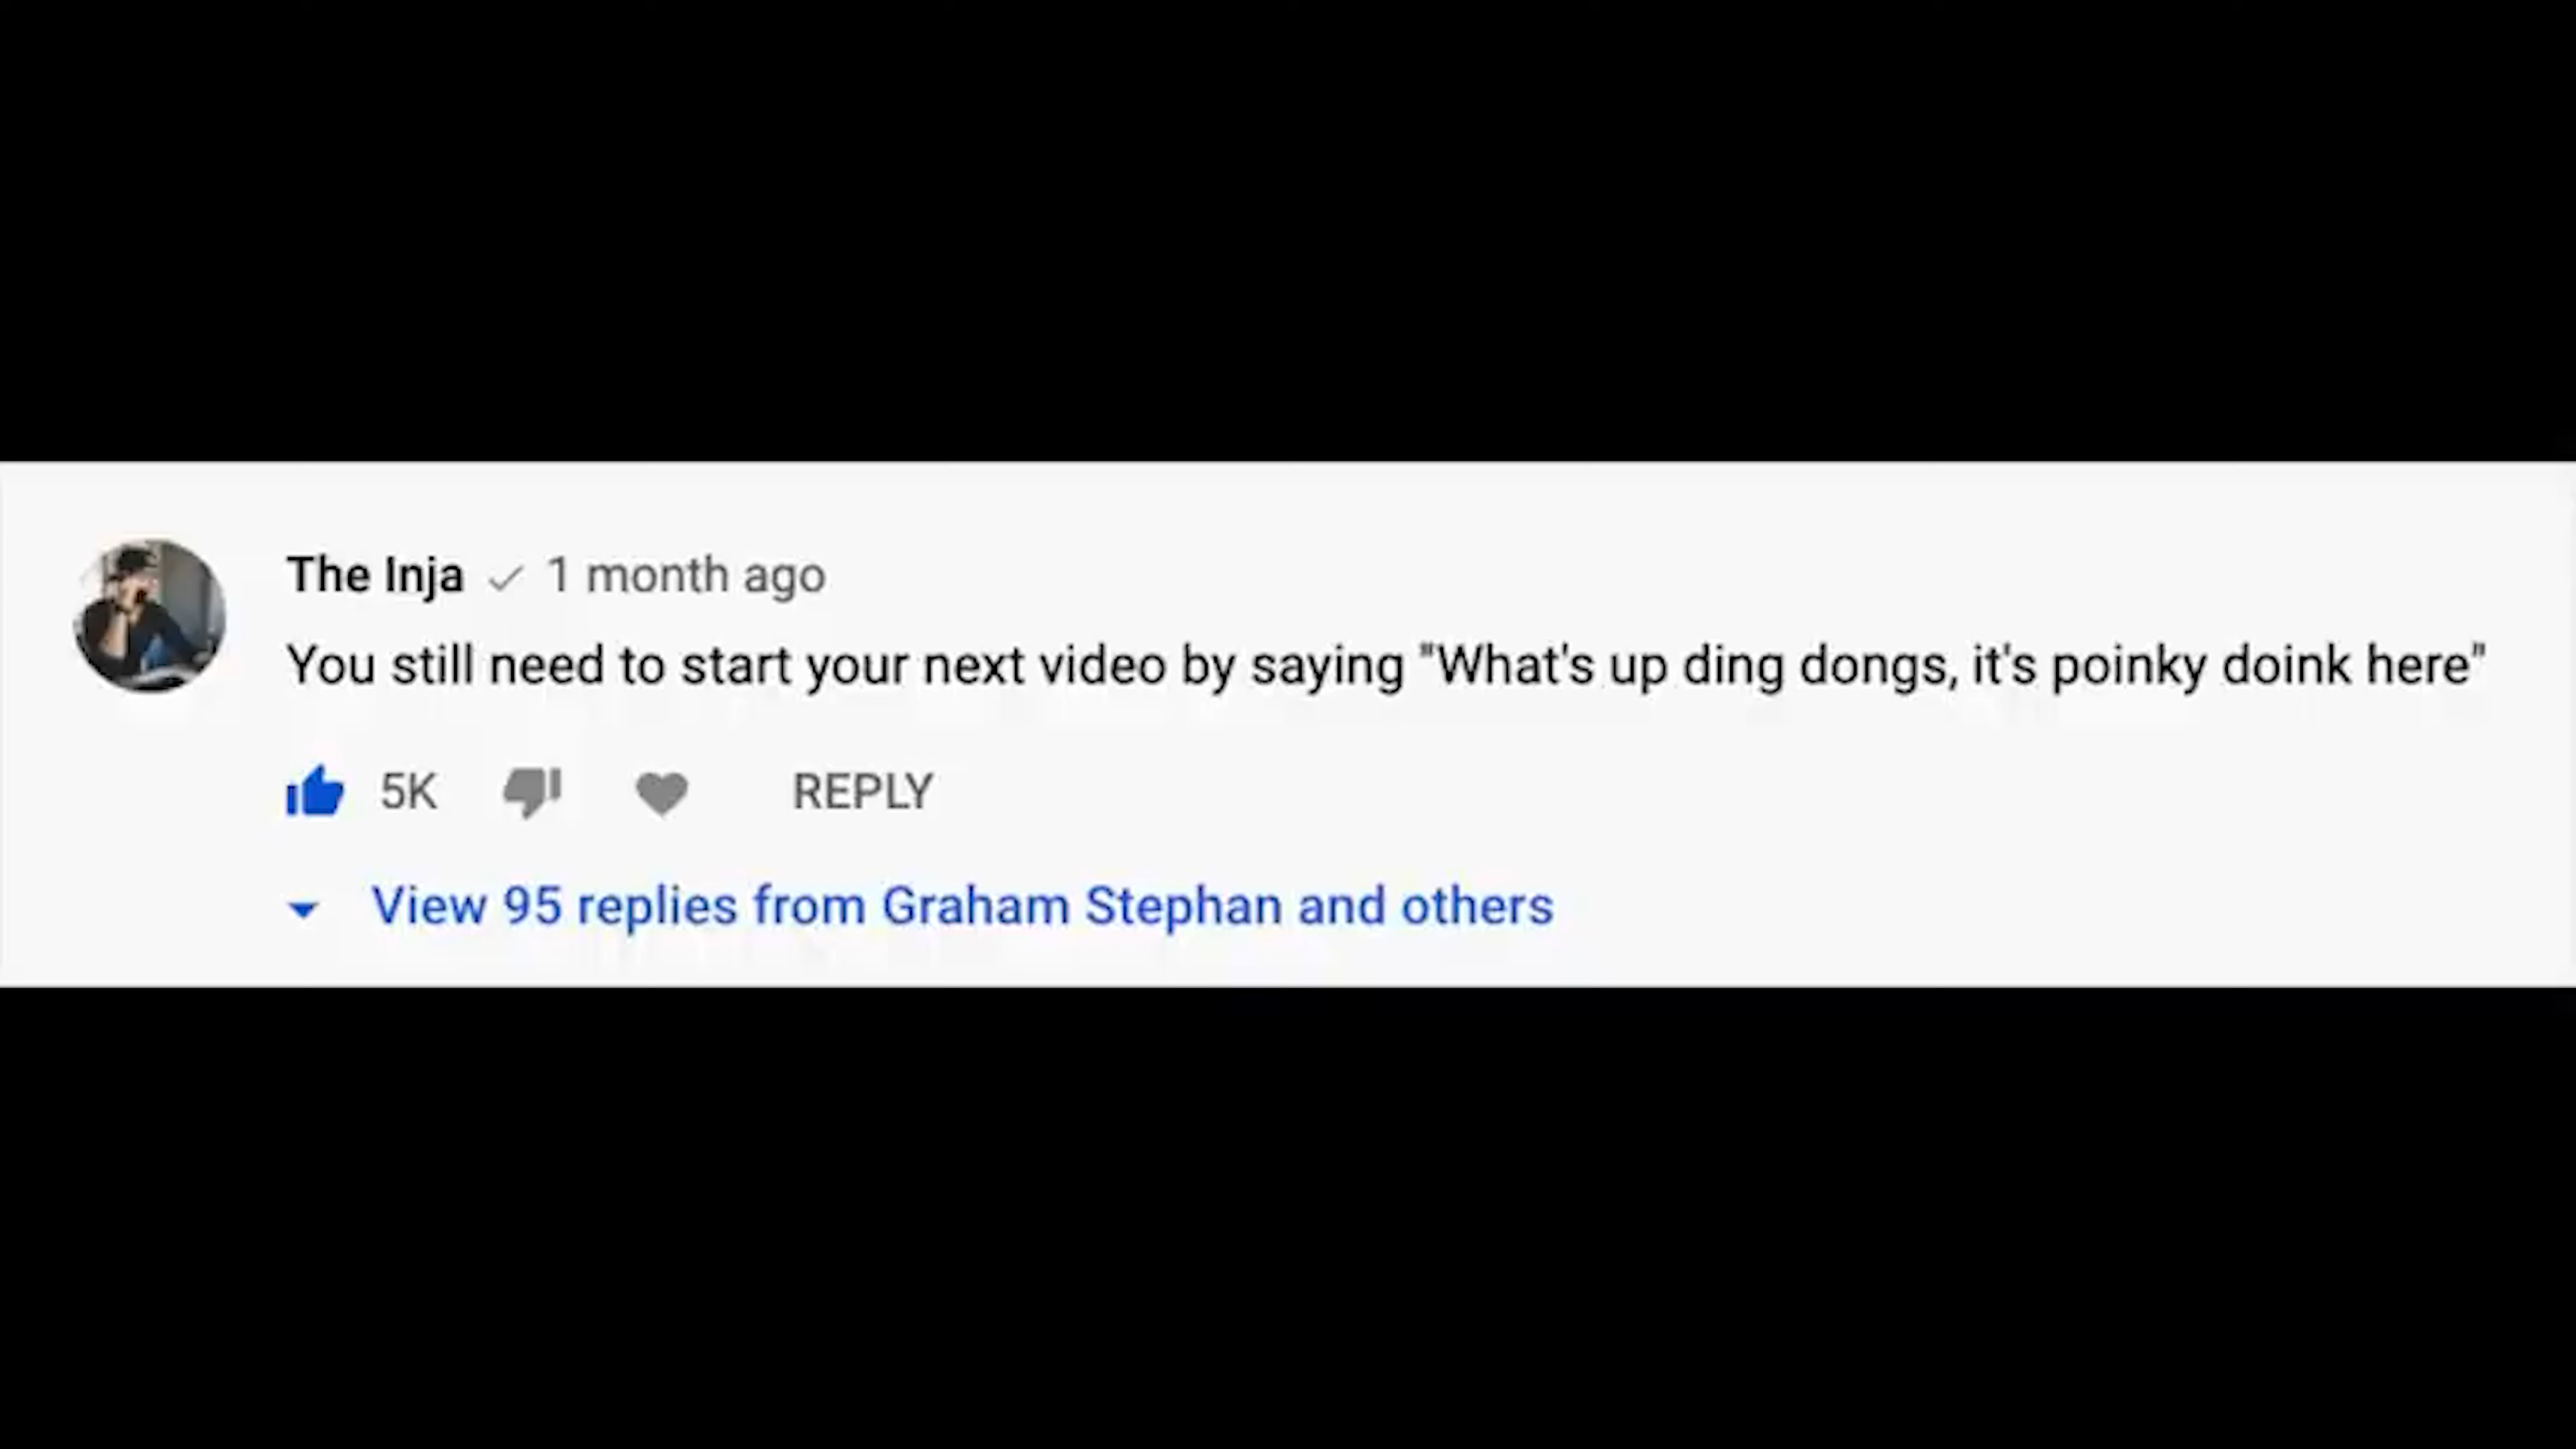 The Inja ✓ 1 month ago
You still need to start your next video by saying "What's up ding dongs, it's poinky doink here"
5K REPLY
View 95 replies from Graham Stephan and others